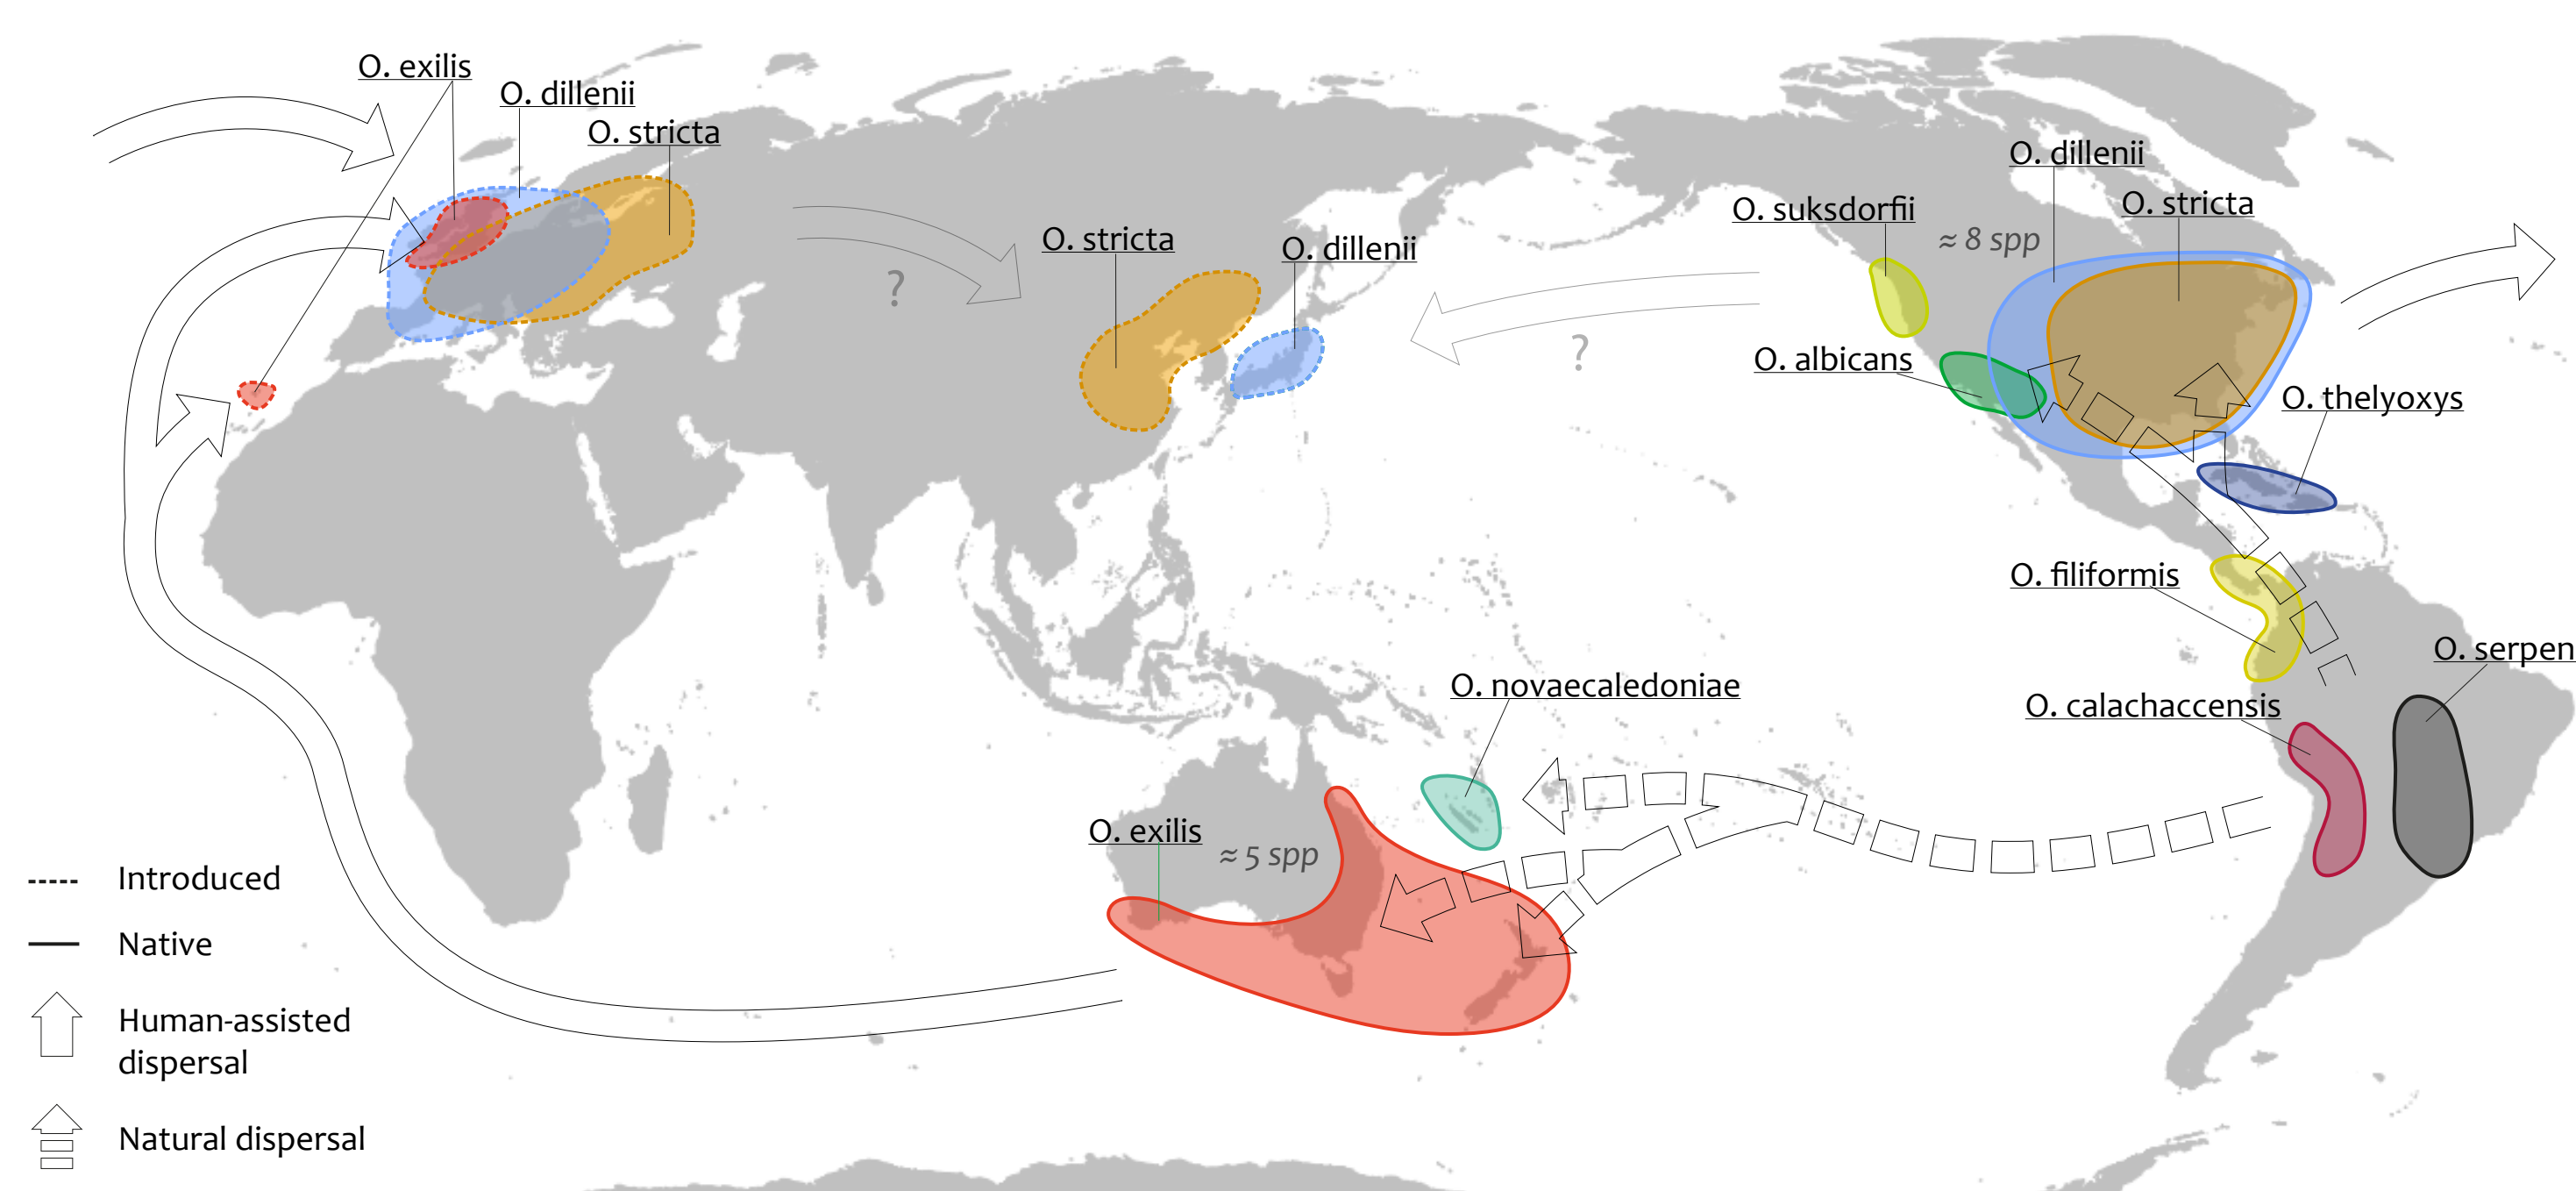 O. exilis
O. dillenii
O. stricta
O. dillenii
O. stricta
O. suksdorfii
≈ 8 spp
O. stricta
O. dillenii
?
?
O. albicans
O. thelyoxys
O. filiformis
O. serpen
O. novaecaledoniae
O. calachaccensis
O. exilis
≈ 5 spp
Introduced
Native
Human-assisted
dispersal
Natural dispersal